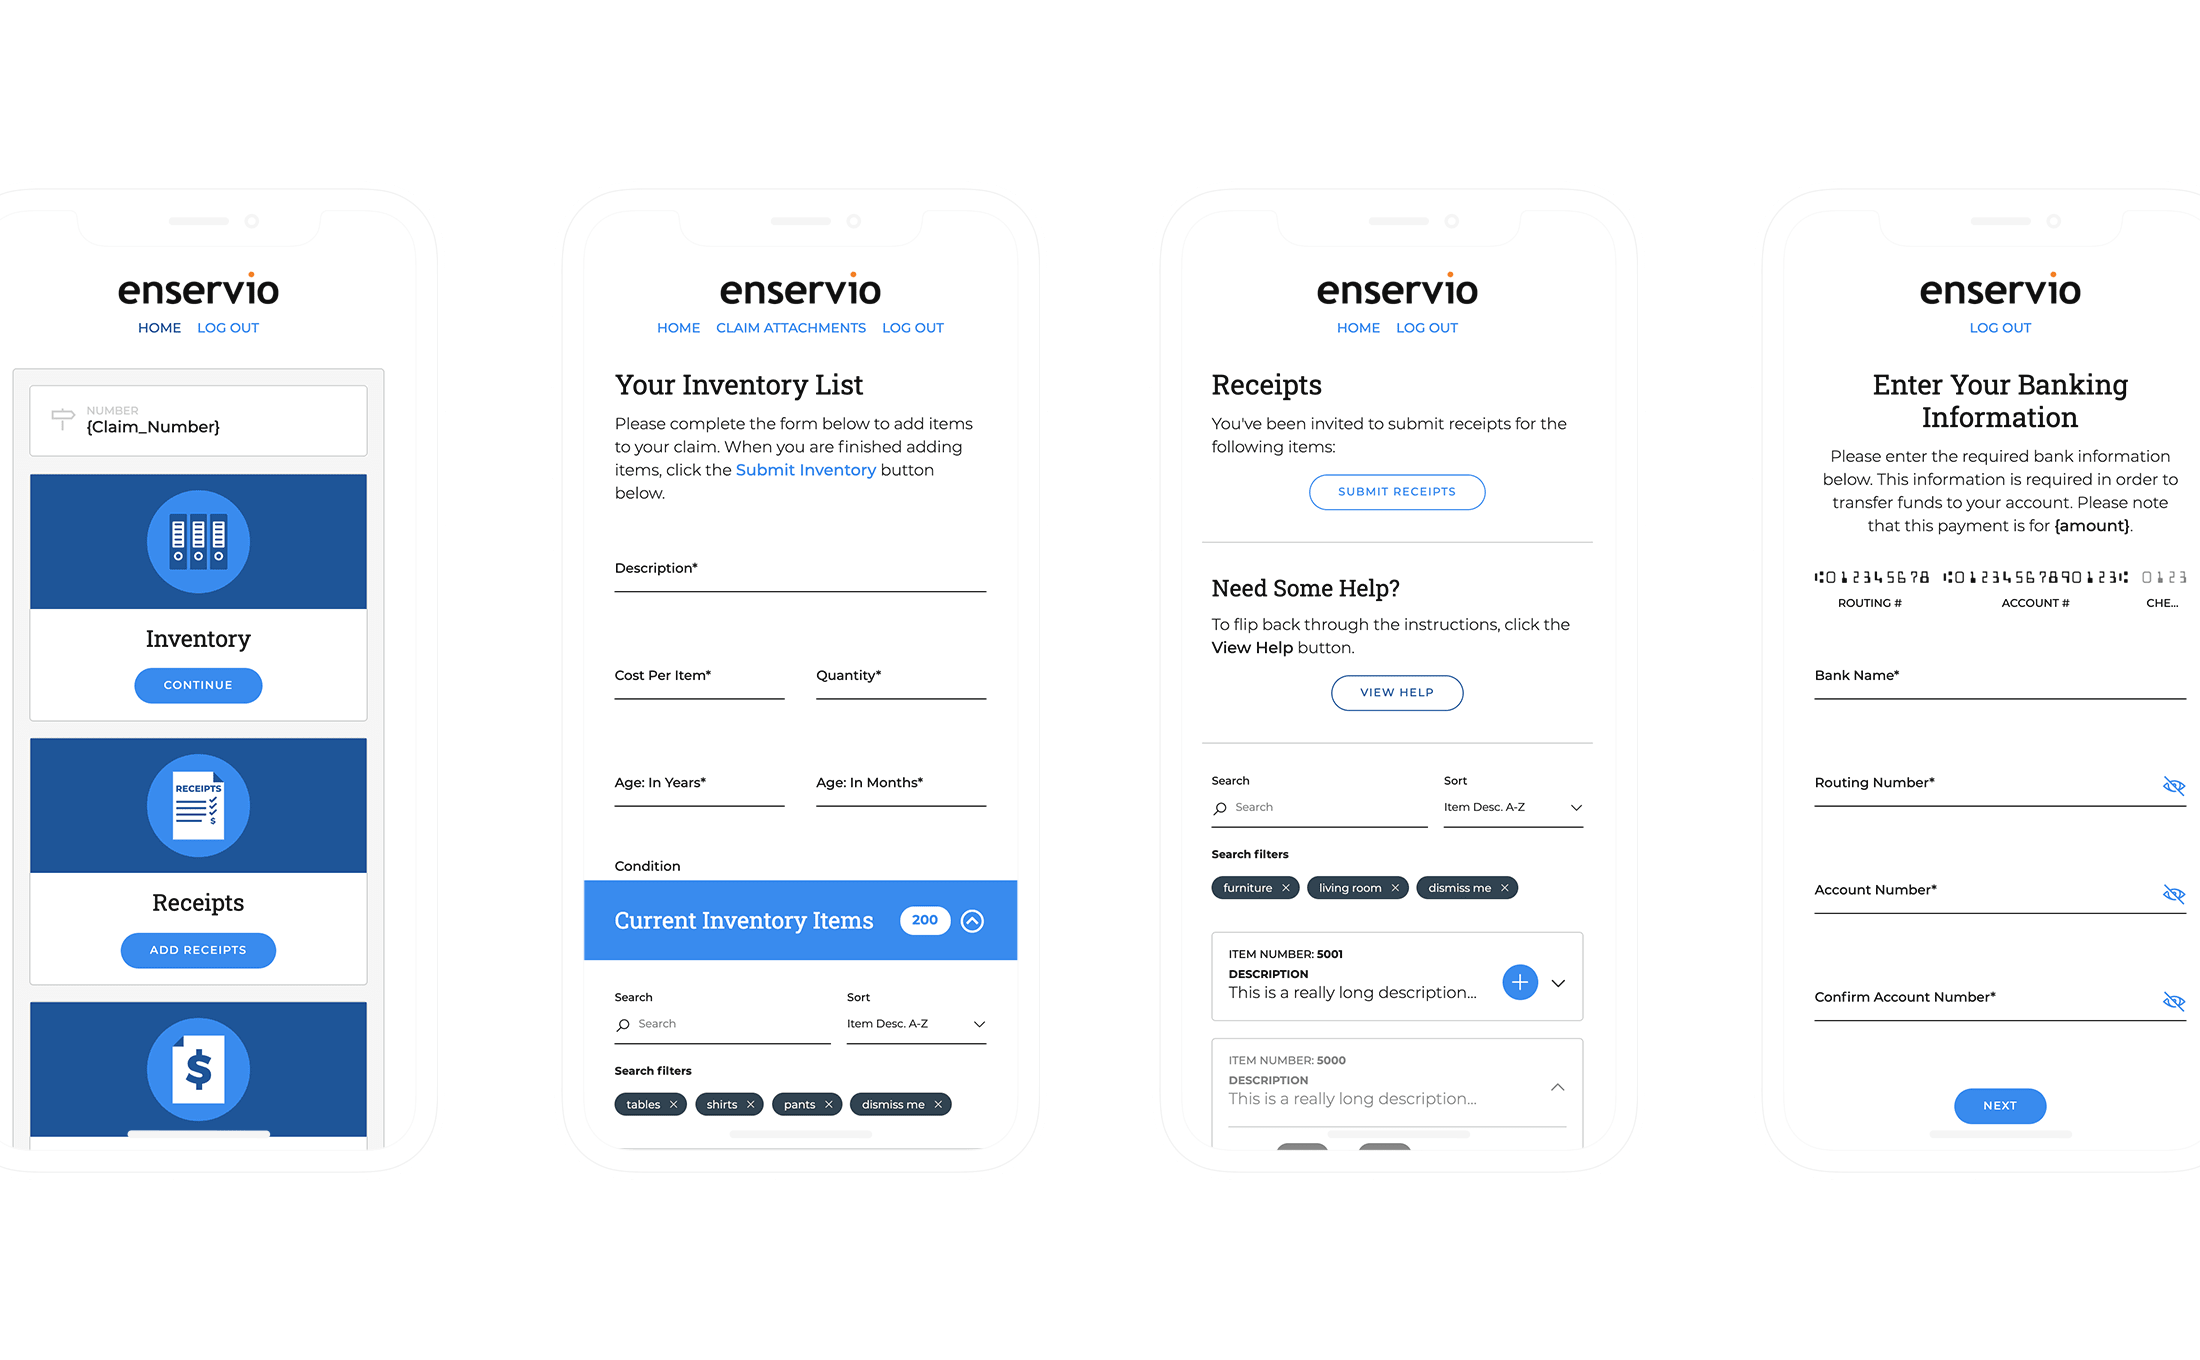 enservio
HOME LOG OUT
NUMBER
{Claim_Number}
Inventory
CONTINUE
RECEIPTS
$
Receipts
ADD RECEIPTS
$
enservio
HOME CLAIM ATTACHMENTS LOG OUT
Your Inventory List
Please complete the form below to add items
to your claim. When you are finished adding
items, click the Submit Inventory button
below.
Description*
Cost Per Item* Quantity*
Age: In Years* Age: In Months*
Condition
Current Inventory Items 200
Search Sort
Search Item Desc. A-Z
Search filters
tables shirts pants dismiss me
enservio
HOME LOG OUT
Receipts
You've been invited to submit receipts for the
following items:
SUBMIT RECEIPTS
Need Some Help?
To flip back through the instructions, click the
View Help button.
VIEW HELP
Search Sort
Search Item Desc. A-Z
Search filters
furniture living room dismiss me
ITEM NUMBER: 5001
DESCRIPTION
This is a really long description...
ITEM NUMBER: 5000
DESCRIPTION
This is a really long description...
enservio
LOG OUT
Enter Your Banking
Information
Please enter the required bank information
below. This information is required in order to
transfer funds to your account. Please note
that this payment is for {amount}.
⑆012345678 ⑆01234567890123⑆ 0123
ROUTING # ACCOUNT # CHE...
Bank Name*
Routing Number*
Account Number*
Confirm Account Number*
NEXT